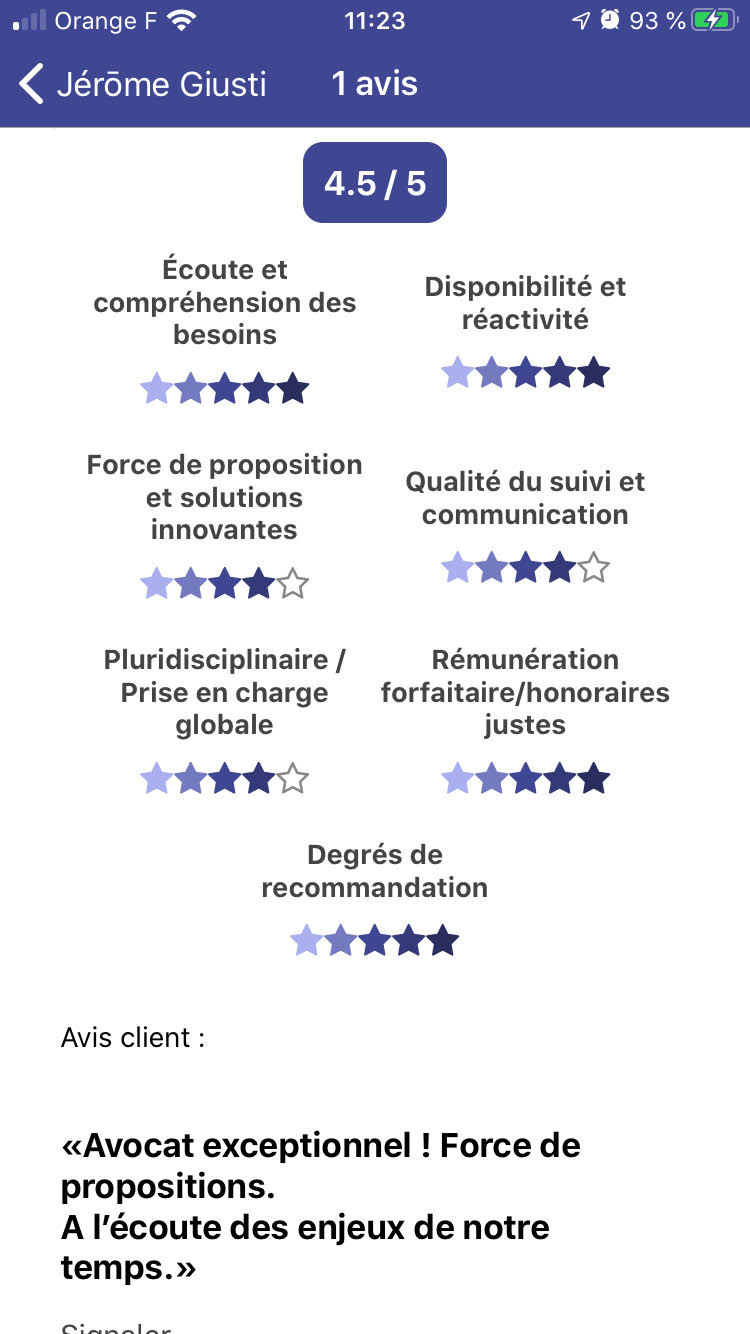 Orange F 11:23 93 %
Jérōme Giusti 1 avis
4.5 / 5
Écoute et
compréhension des
besoins
Disponibilité et
réactivité
Force de proposition
et solutions
innovantes
Qualité du suivi et
communication
Pluridisciplinaire /
Prise en charge
globale
Rémunération
forfaitaire/honoraires
justes
Degrés de
recommandation
Avis client :
«Avocat exceptionnel ! Force de
propositions.
A l’écoute des enjeux de notre
temps.»
Signaler